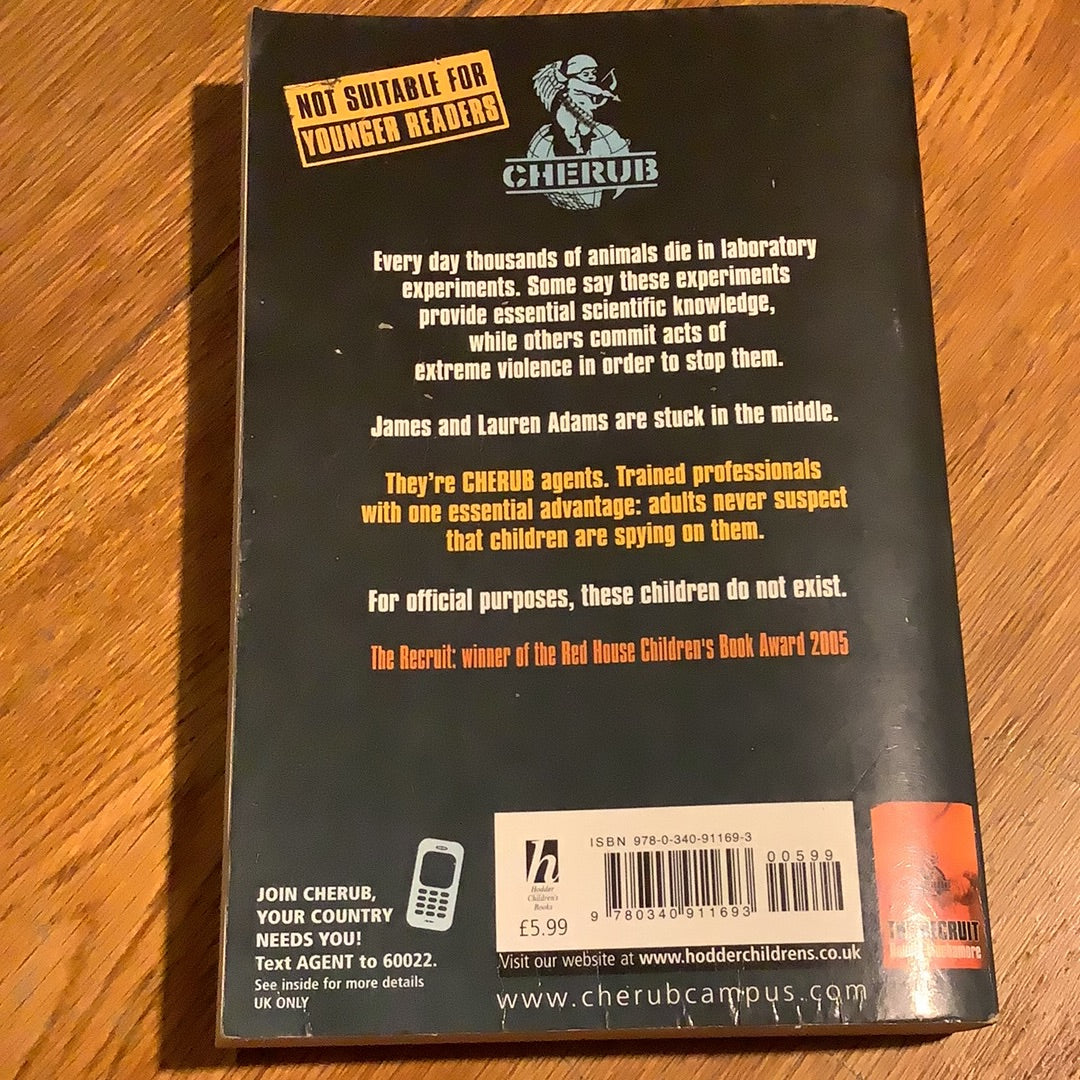 NOT SUITABLE FOR
YOUNGER READERS
CHERUB
Every day thousands of animals die in laboratory
experiments. Some say these experiments
provide essential scientific knowledge,
while others commit acts of
extreme violence in order to stop them.
James and Lauren Adams are stuck in the middle.
They're CHERUB agents. Trained professionals
with one essential advantage: adults never suspect
that children are spying on them.
For official purposes, these children do not exist.
The Recruit: winner of the Red House Children's Book Award 2005
JOIN CHERUB,
YOUR COUNTRY
NEEDS YOU!
Text AGENT to 60022.
See inside for more details
UK ONLY
h
Hodder
Children's
Books
£5.99
ISBN 978-0-340-91169-3
00599
9 780340 911693
Visit our website at www.hodderchildrens.co.uk
www.cherubcampus.com
THE RECRUIT